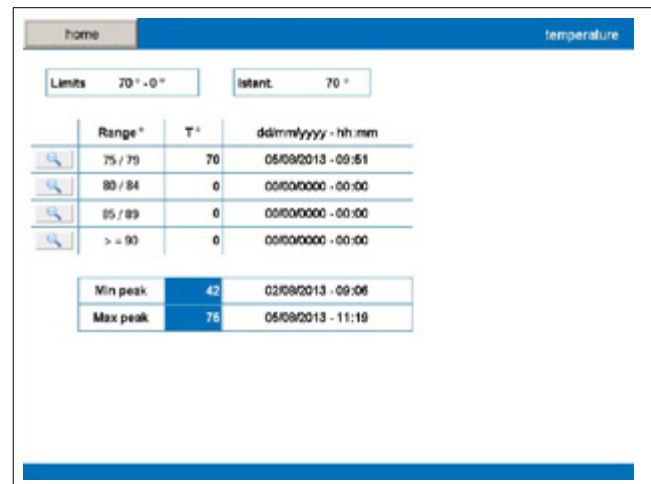 home temperature
Limits 70° - 0° Istant. 70 °
Range° T° dd/mm/yyyy - hh:mm
75 / 79 70 05/08/2013 - 09:51
80 / 84 0 00/00/0000 - 00:00
85 / 89 0 00/00/0000 - 00:00
> = 90 0 00/00/0000 - 00:00
Min peak 42 02/08/2013 - 09:06
Max peak 75 05/08/2013 - 11:19